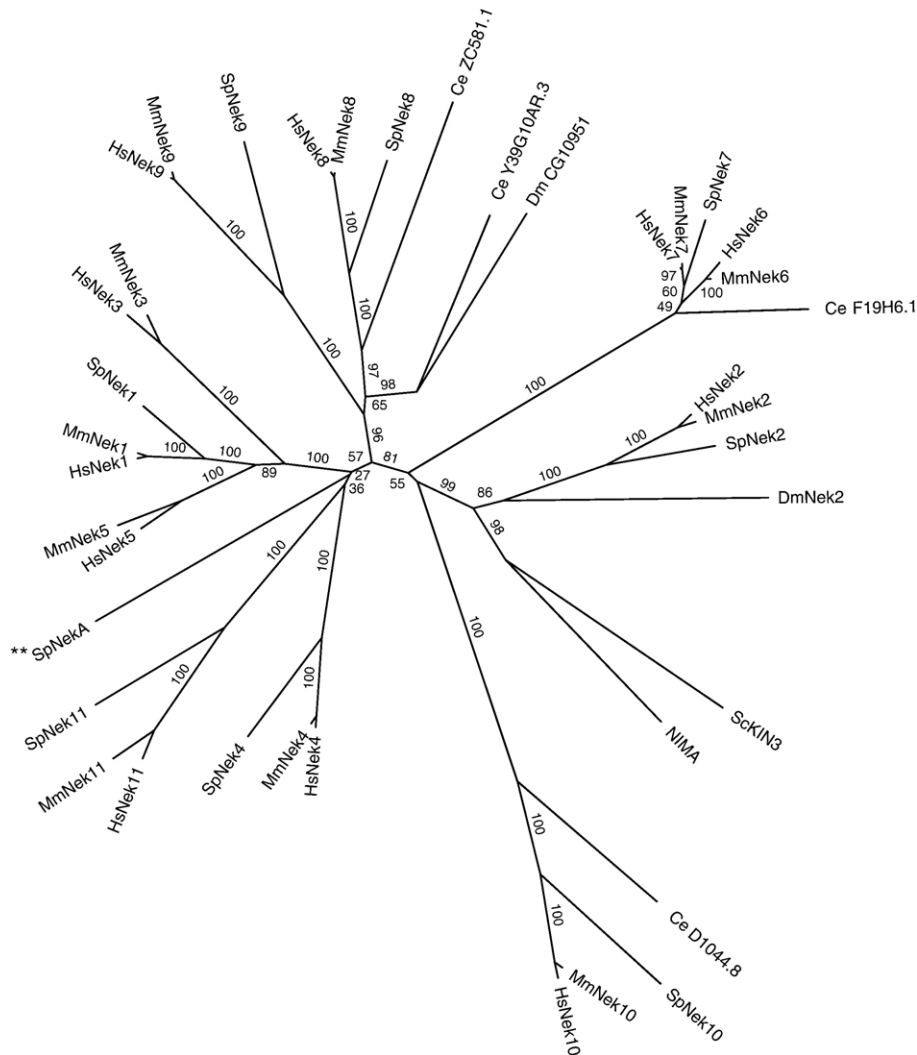 Ce ZC581.1
SpNek9
MmNek9
HsNek9
HsNek8
MmNek8
SpNek8
Ce Y39G10AR.3
Dm CG10951
HsNek7
MmNek7
SpNek7
HsNek6
MmNek6
Ce F19H6.1
MmNek3
HsNek3
SpNek1
MmNek1
HsNek1
MmNek5
HsNek5
** SpNekA
SpNek11
MmNek11
HsNek11
SpNek4
MmNek4
HsNek4
HsNek2
MmNek2
SpNek2
DmNek2
ScKIN3
NIMA
Ce D1044.8
SpNek10
MmNek10
HsNek10
100
100
100
100
97
98
65
96
97
60
49
100
100
100
100
100
100
89
100
57
27
36
81
55
99
86
100
100
98
100
100
100
100
100
100
100